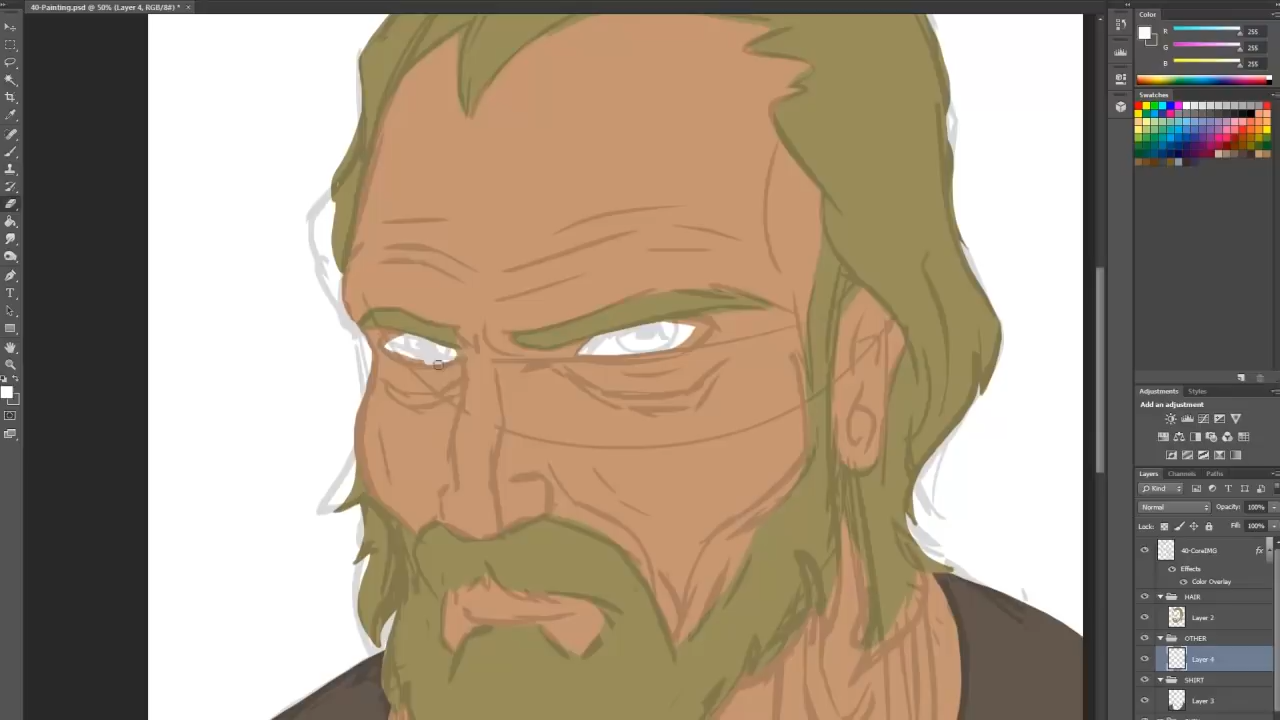 40-Painting.psd @ 50% (Layer 4, RGB/8#) * ×
Color
R 255
G 255
B 255
Swatches
Adjustments Styles
Add an adjustment
Layers Channels Paths
Kind
Normal Opacity: 100%
Lock: Fill: 100%
40-CoreIMG fx
Effects
Color Overlay
HAIR
Layer 2
OTHER
Layer 4
SHIRT
Layer 3